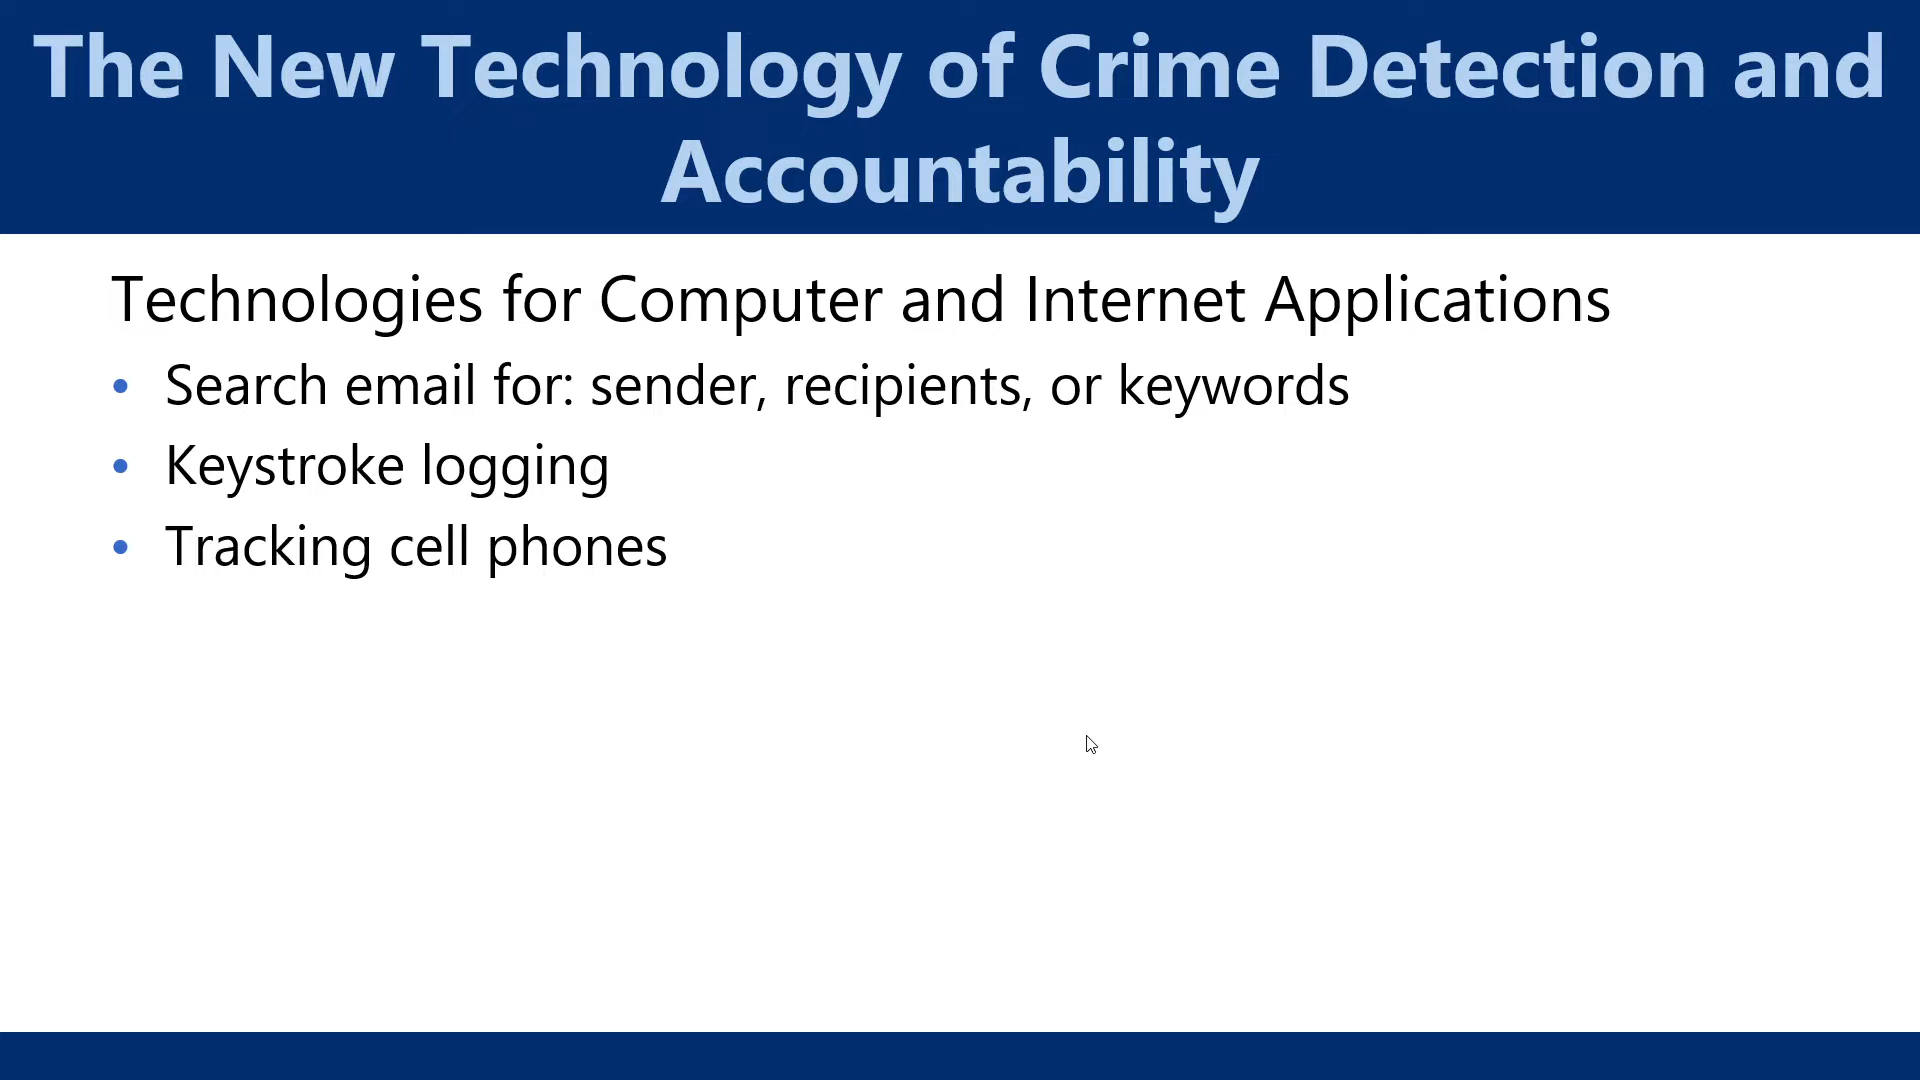 The New Technology of Crime Detection and
Accountability
Technologies for Computer and Internet Applications
• Search email for: sender, recipients, or keywords
• Keystroke logging
• Tracking cell phones